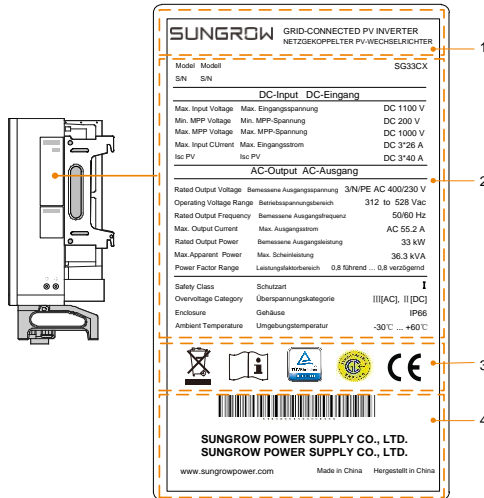 SUNGROW GRID-CONNECTED PV INVERTER
NETZGEKOPPELTER PV-WECHSELRICHTER
1
Model Modell SG33CX
S/N S/N
DC-Input DC-Eingang
Max. Input Voltage Max. Eingangsspannung DC 1100 V
Min. MPP Voltage Min. MPP-Spannung DC 200 V
Max. MPP Voltage Max. MPP-Spannung DC 1000 V
Max. Input CUrrent Max. Eingangsstrom DC 3*26 A
Isc PV Isc PV DC 3*40 A
AC-Output AC-Ausgang
2
Rated Output Voltage Bemessene Ausgangsspannung 3/N/PE AC 400/230 V
Operating Voltage Range Betriebsspannungsbereich 312 to 528 Vac
Rated Output Frequency Bemessene Ausgangsfrequenz 50/60 Hz
Max. Output Current Max. Ausgangsstrom AC 55.2 A
Rated Output Power Bemessene Ausgangsleistung 33 kW
Max.Apparent Power Max. Scheinleistung 36.3 kVA
Power Factor Range Leistungsfaktorbereich 0,8 führend ... 0,8 verzögernd
Safety Class Schutzart I
Overvoltage Category Überspannungskategorie III[AC], II[DC]
Enclosure Gehäuse IP66
Ambient Temperature Umgebungstemperatur -30℃ ... +60℃
3
CE
4
SUNGROW POWER SUPPLY CO., LTD.
SUNGROW POWER SUPPLY CO., LTD.
www.sungrowpower.com Made in China Hergestellt in China